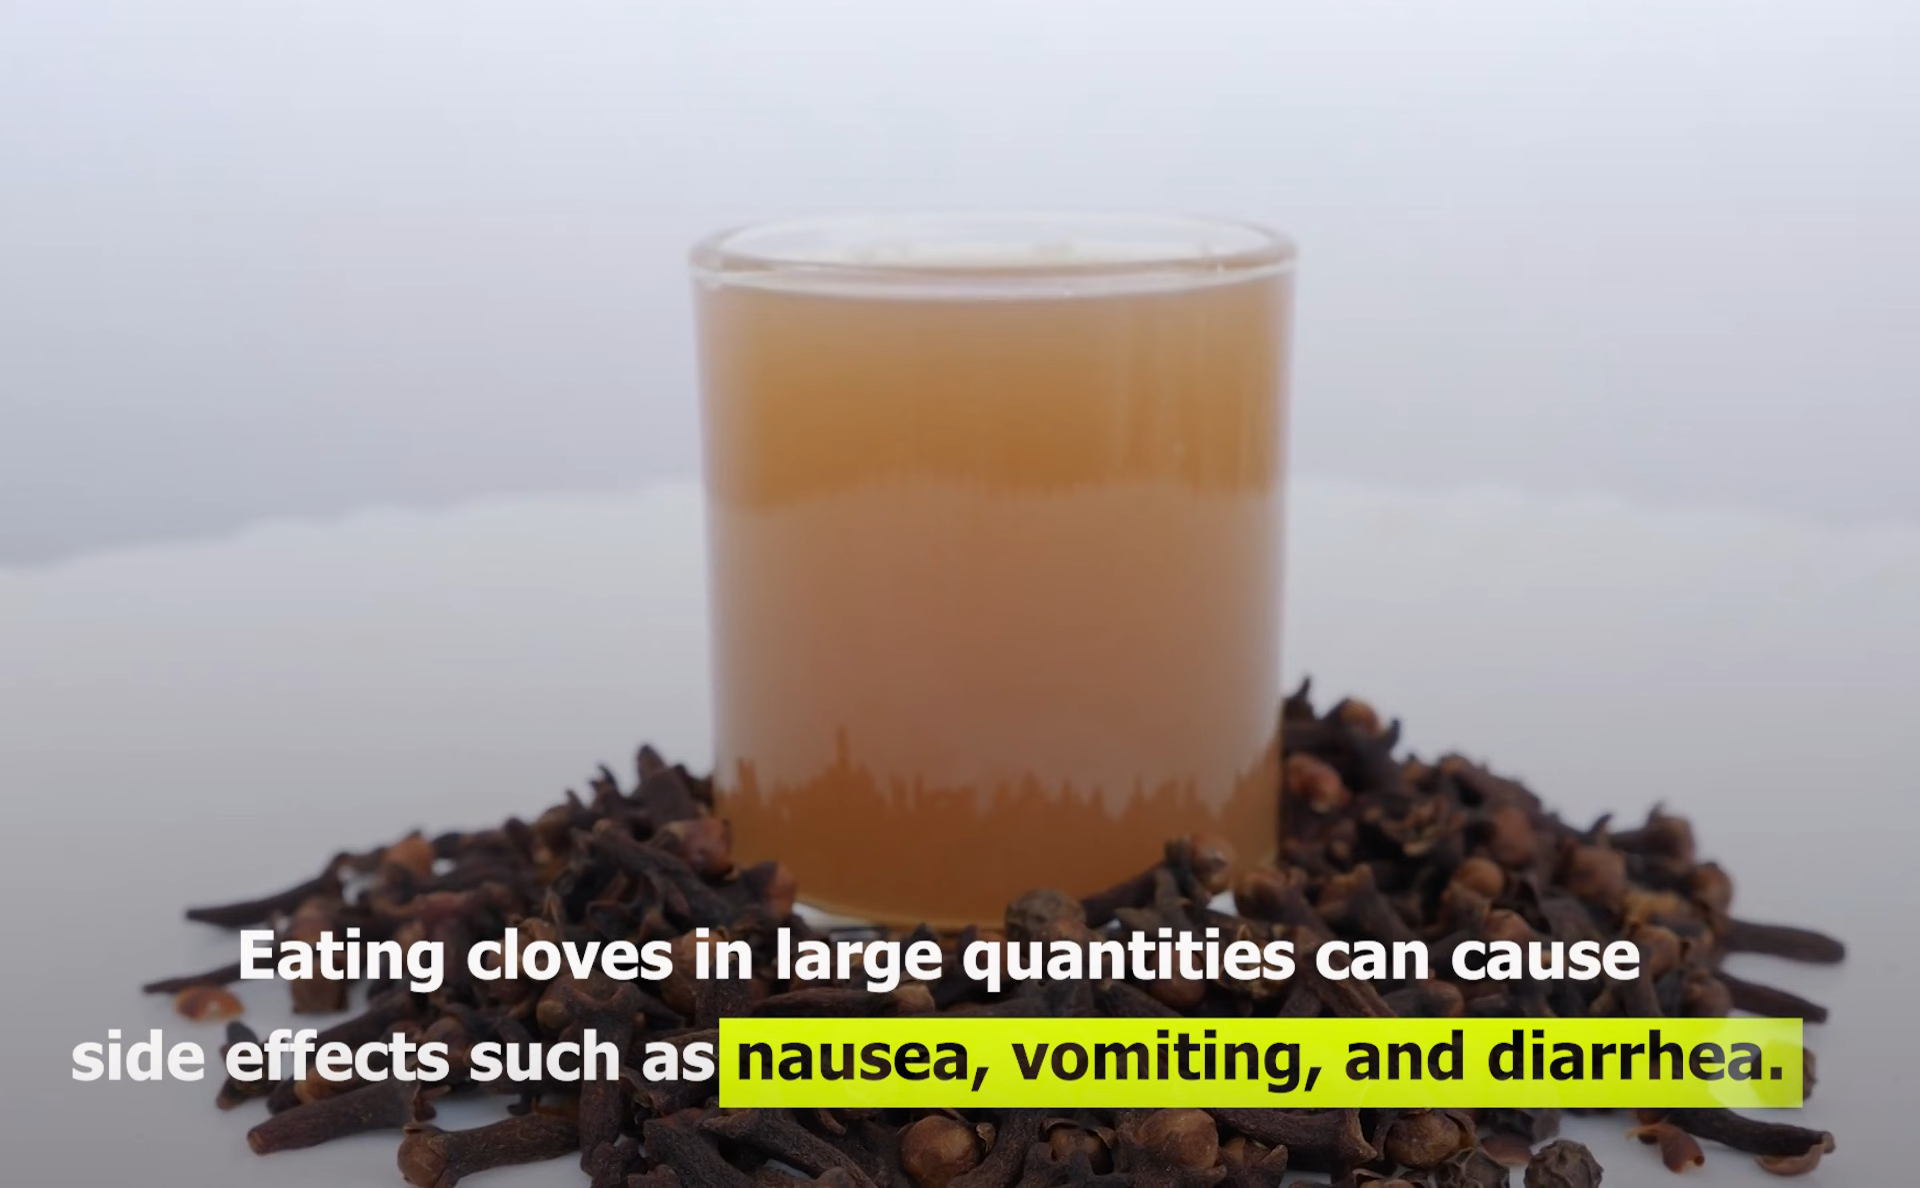 Eating cloves in large quantities can cause
side effects such as nausea, vomiting, and diarrhea.